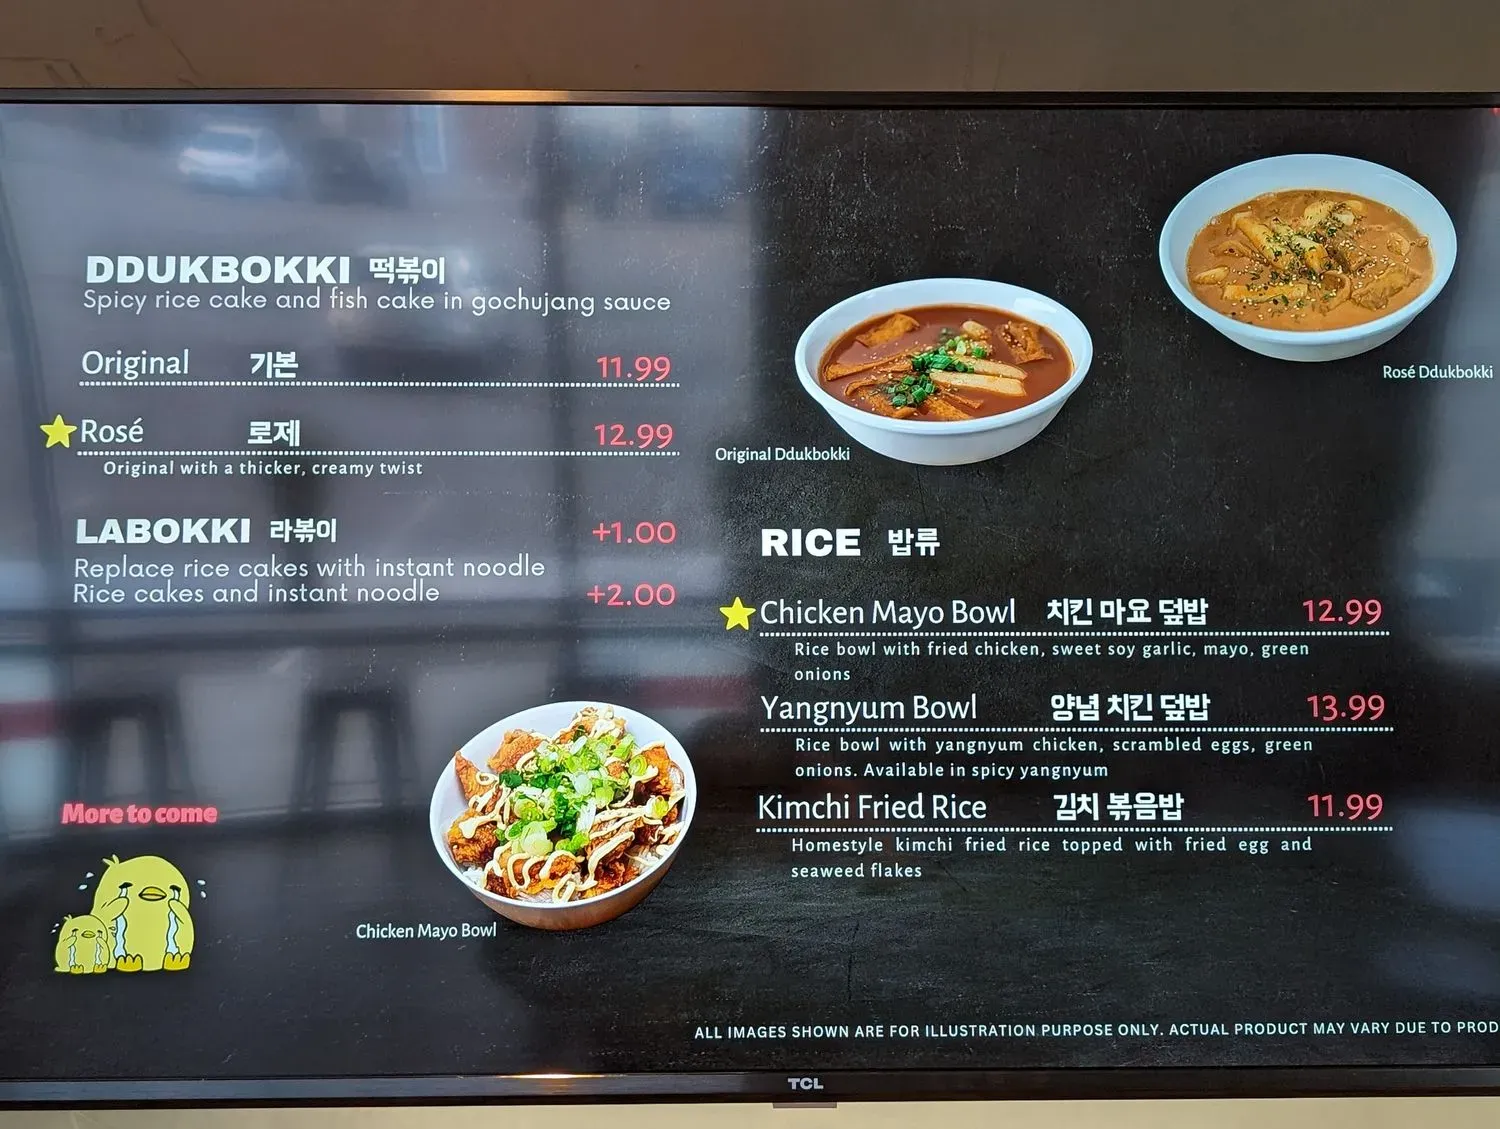 DDUKBOKKI 떡볶이
Spicy rice cake and fish cake in gochujang sauce
Original 기본 11.99
Rosé 로제 12.99
Original with a thicker, creamy twist
LABOKKI 라볶이 +1.00
Replace rice cakes with instant noodle
Rice cakes and instant noodle +2.00
More to come
Chicken Mayo Bowl
Original Ddukbokki
Rosé Ddukbokki
RICE 밥류
Chicken Mayo Bowl 치킨 마요 덮밥 12.99
Rice bowl with fried chicken, sweet soy garlic, mayo, green
onions
Yangnyum Bowl 양념 치킨 덮밥 13.99
Rice bowl with yangnyum chicken, scrambled eggs, green
onions. Available in spicy yangnyum
Kimchi Fried Rice 김치 볶음밥 11.99
Homestyle kimchi fried rice topped with fried egg and
seaweed flakes
ALL IMAGES SHOWN ARE FOR ILLUSTRATION PURPOSE ONLY. ACTUAL PRODUCT MAY VARY DUE TO PROD
TCL